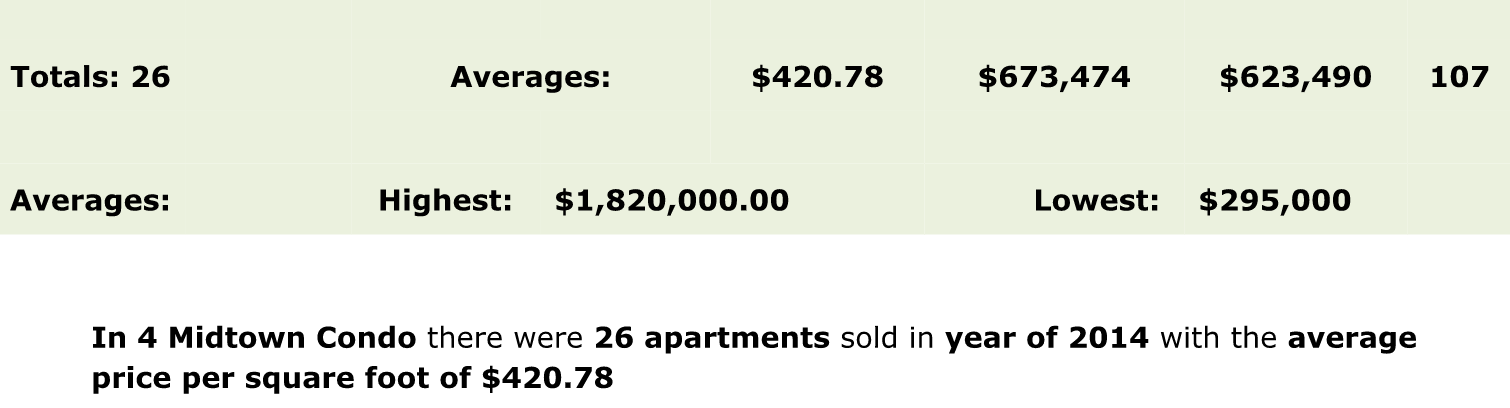 Totals: 26 Averages: $420.78 $673,474 $623,490 107
Averages: Highest: $1,820,000.00 Lowest: $295,000
In 4 Midtown Condo there were 26 apartments sold in year of 2014 with the average
price per square foot of $420.78